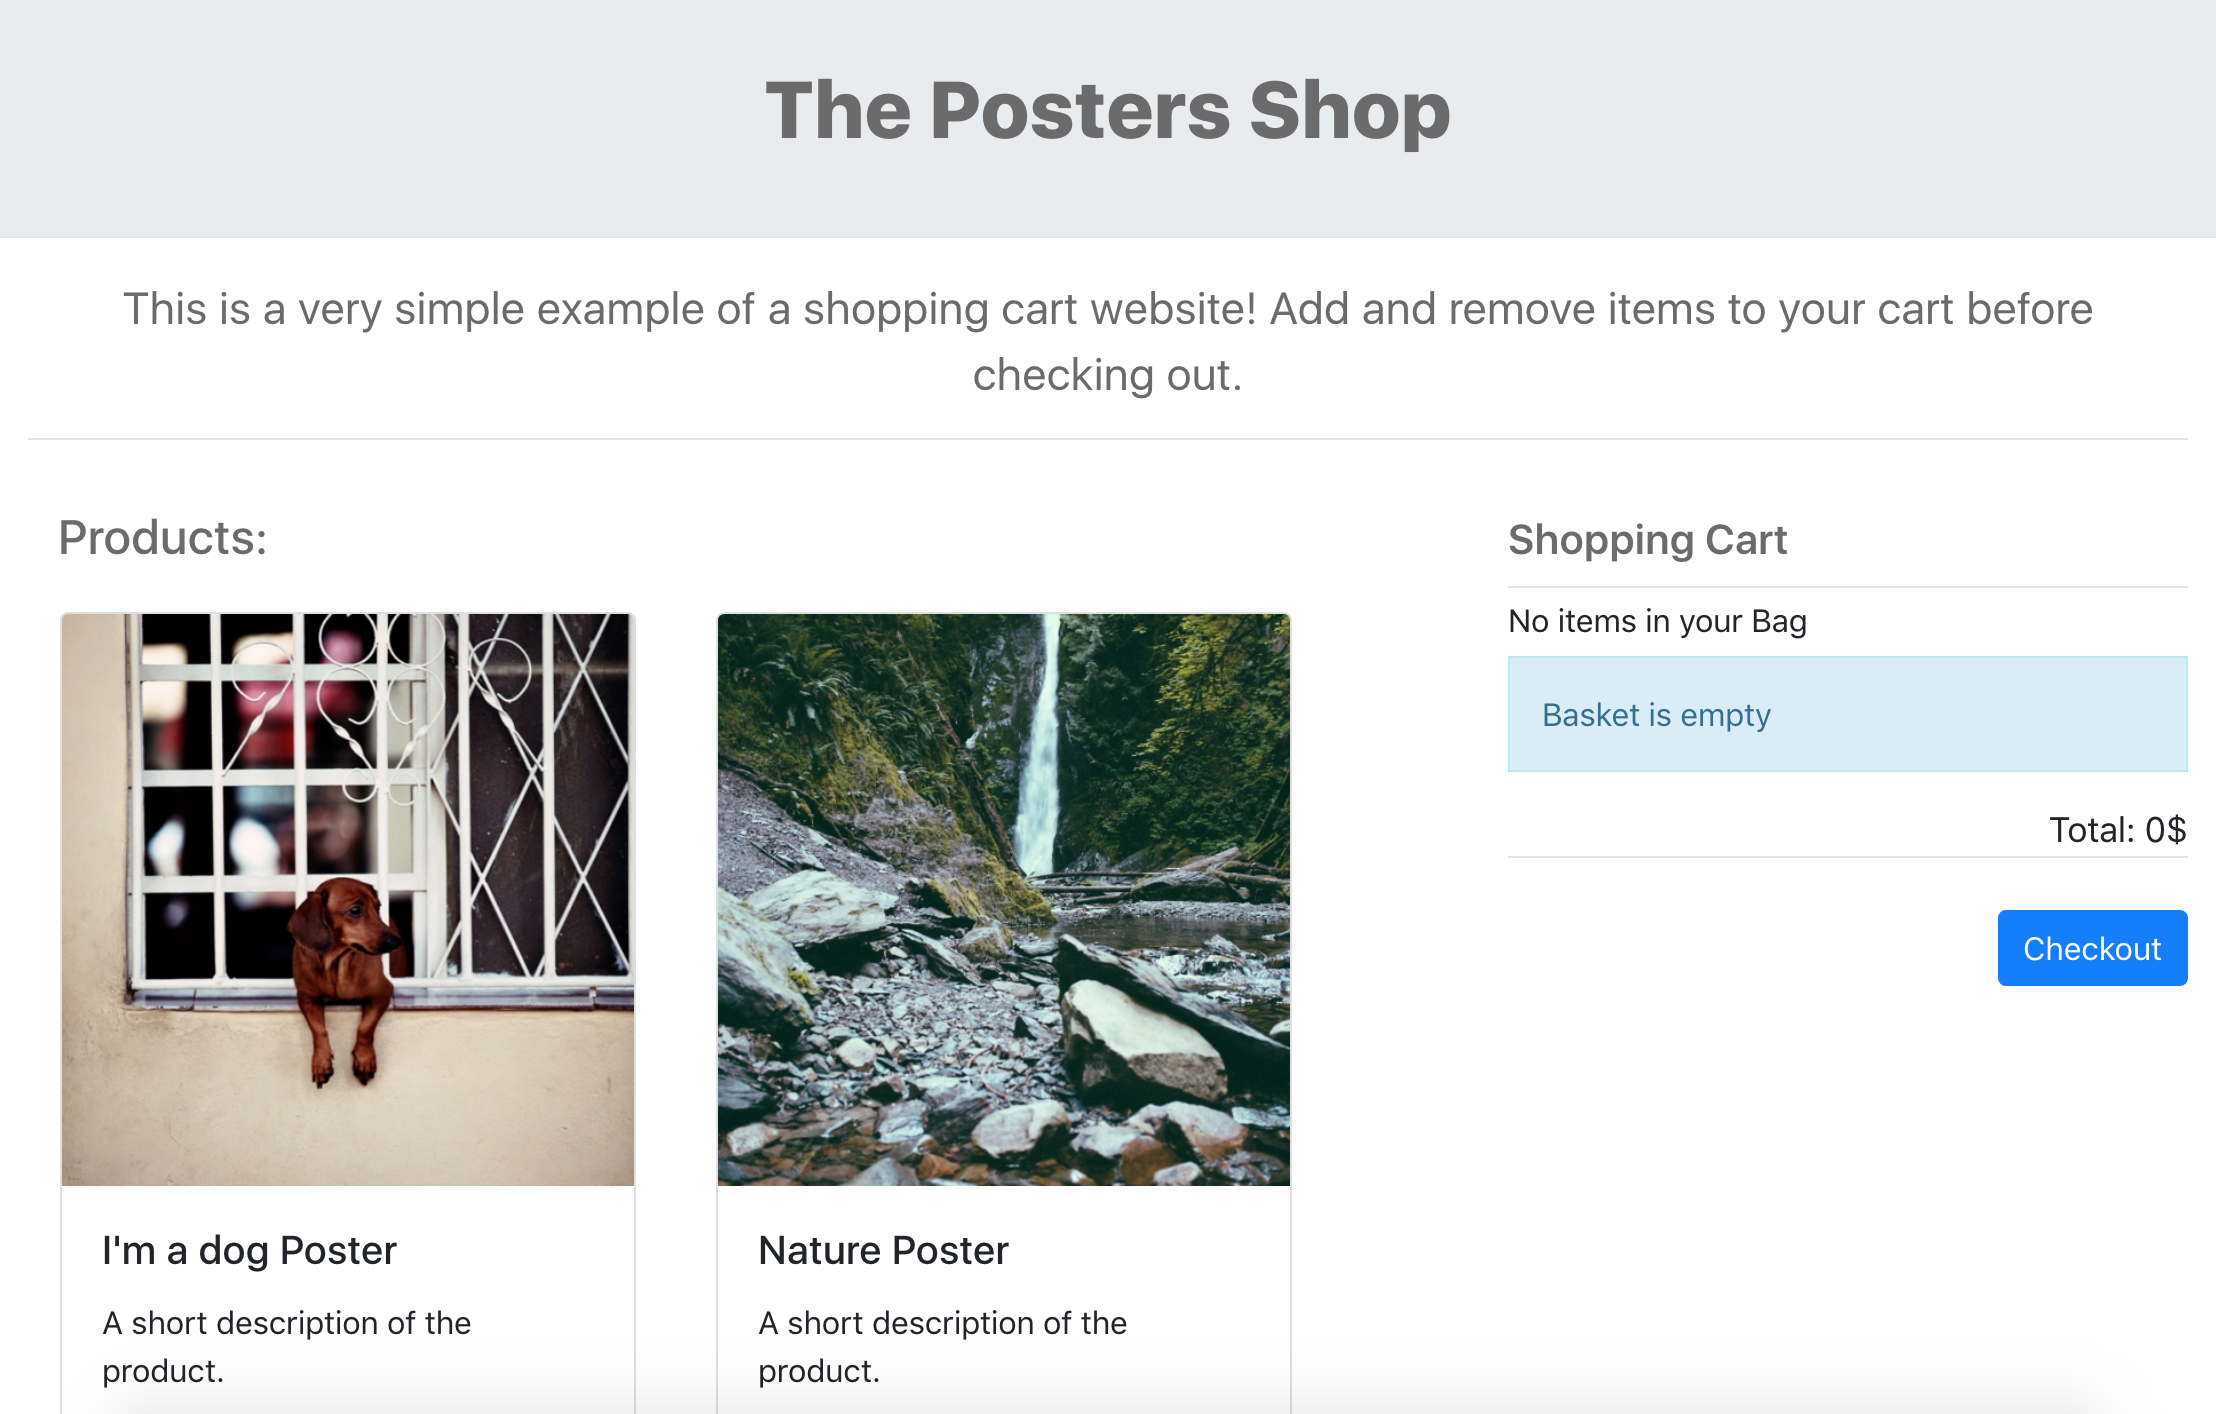 The Posters Shop
This is a very simple example of a shopping cart website! Add and remove items to your cart before
checking out.
Products:
I'm a dog Poster
A short description of the
product.
Nature Poster
A short description of the
product.
Shopping Cart
No items in your Bag
Basket is empty
Total: 0$
Checkout